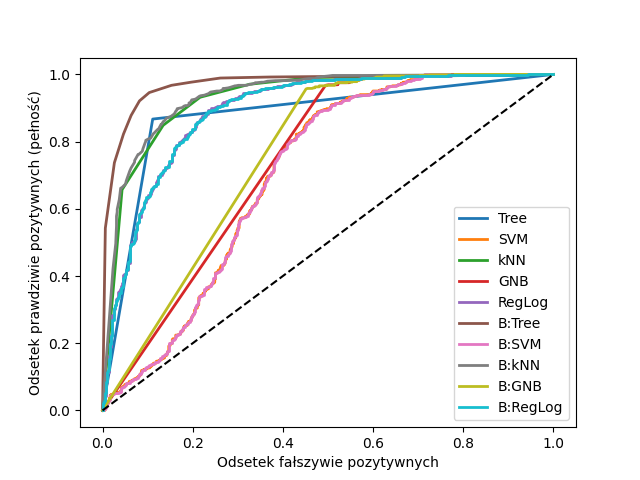 1.0
0.8
0.6
0.4
0.2
0.0
Odsetek prawdziwie pozytywnych (pełność)
Tree
SVM
kNN
GNB
RegLog
B:Tree
B:SVM
B:kNN
B:GNB
B:RegLog
0.0 0.2 0.4 0.6 0.8 1.0
Odsetek fałszywie pozytywnych